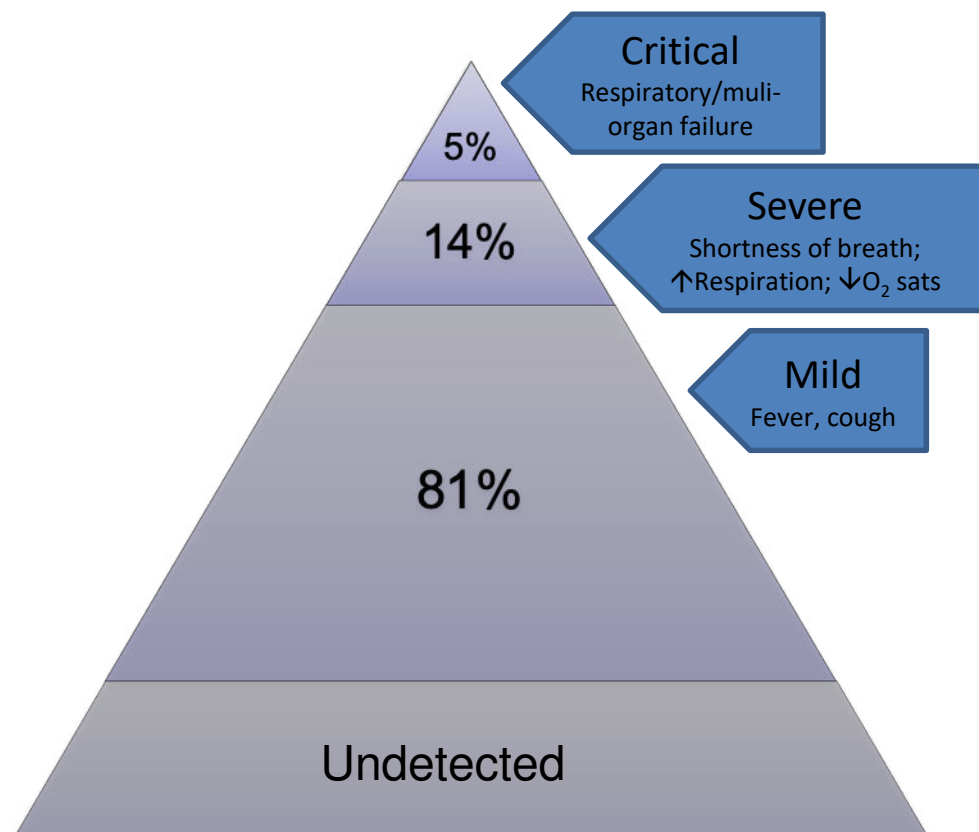 Critical
Respiratory/muli-
organ failure
5%
Severe
Shortness of breath;
↑Respiration; ↓O₂ sats
14%
Mild
Fever, cough
81%
Undetected